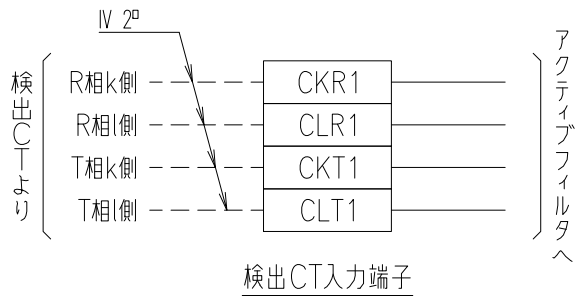 IV 2□
検出CTより
R相k側 CKR1
R相l側 CLR1
T相k側 CKT1
T相l側 CLT1
アクティブフィルタへ
検出CT入力端子